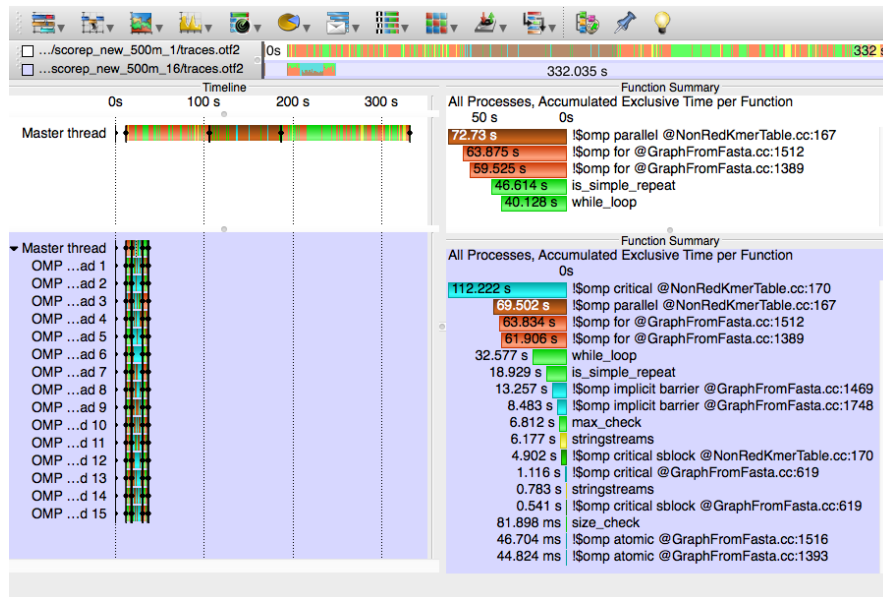 .../scorep_new_500m_1/traces.otf2
0s
332 s
...scorep_new_500m_16/traces.otf2
332.035 s
Timeline
0s 100 s 200 s 300 s
Master thread
Function Summary
All Processes, Accumulated Exclusive Time per Function
50 s 0s
72.73 s !$omp parallel @NonRedKmerTable.cc:167
63.875 s !$omp for @GraphFromFasta.cc:1512
59.525 s !$omp for @GraphFromFasta.cc:1389
46.614 s is_simple_repeat
40.128 s while_loop
Master thread
OMP ...ad 1
OMP ...ad 2
OMP ...ad 3
OMP ...ad 4
OMP ...ad 5
OMP ...ad 6
OMP ...ad 7
OMP ...ad 8
OMP ...ad 9
OMP ...d 10
OMP ...d 11
OMP ...d 12
OMP ...d 13
OMP ...d 14
OMP ...d 15
Function Summary
All Processes, Accumulated Exclusive Time per Function
0s
112.222 s !$omp critical @NonRedKmerTable.cc:170
69.502 s !$omp parallel @NonRedKmerTable.cc:167
63.834 s !$omp for @GraphFromFasta.cc:1512
61.906 s !$omp for @GraphFromFasta.cc:1389
32.577 s while_loop
18.929 s is_simple_repeat
13.257 s !$omp implicit barrier @GraphFromFasta.cc:1469
8.483 s !$omp implicit barrier @GraphFromFasta.cc:1748
6.812 s max_check
6.177 s stringstreams
4.902 s !$omp critical sblock @NonRedKmerTable.cc:170
1.116 s !$omp critical @GraphFromFasta.cc:619
0.783 s stringstreams
0.541 s !$omp critical sblock @GraphFromFasta.cc:619
81.898 ms size_check
46.704 ms !$omp atomic @GraphFromFasta.cc:1516
44.824 ms !$omp atomic @GraphFromFasta.cc:1393